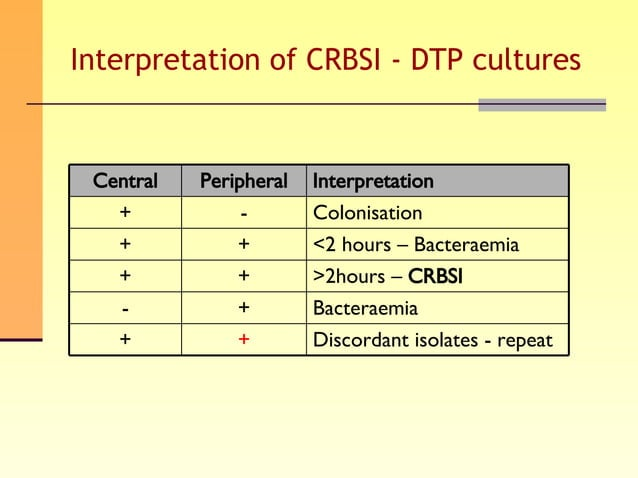 Interpretation of CRBSI - DTP cultures
Central Peripheral Interpretation
+ - Colonisation
+ + <2 hours – Bacteraemia
+ + >2hours – CRBSI
- + Bacteraemia
+ + Discordant isolates - repeat